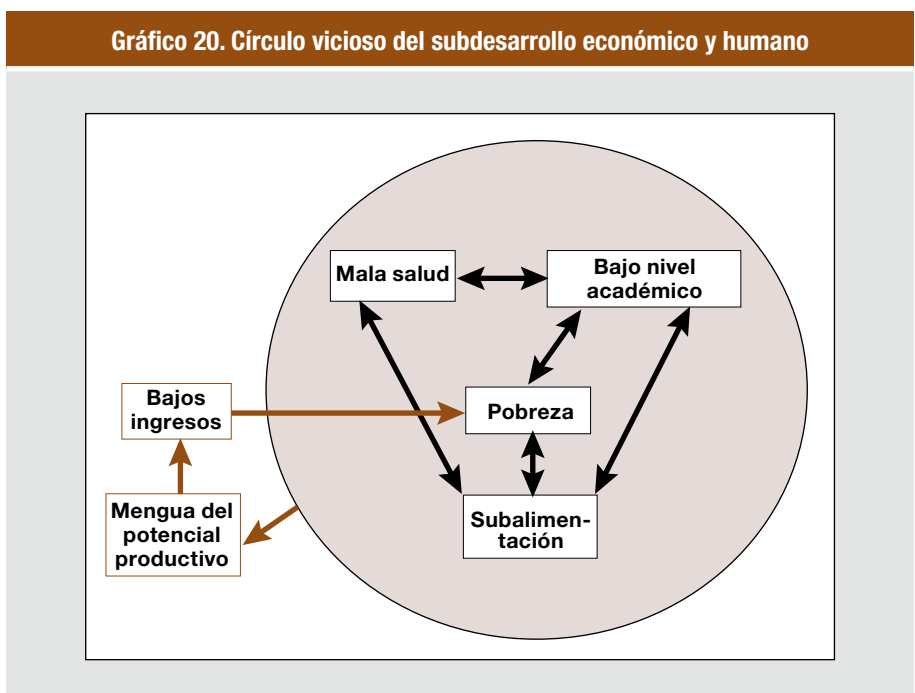 Gráfico 20. Círculo vicioso del subdesarrollo económico y humano
Mala salud
Bajo nivel
académico
Bajos
ingresos
Pobreza
Mengua del
potencial
productivo
Subalimen-
tación